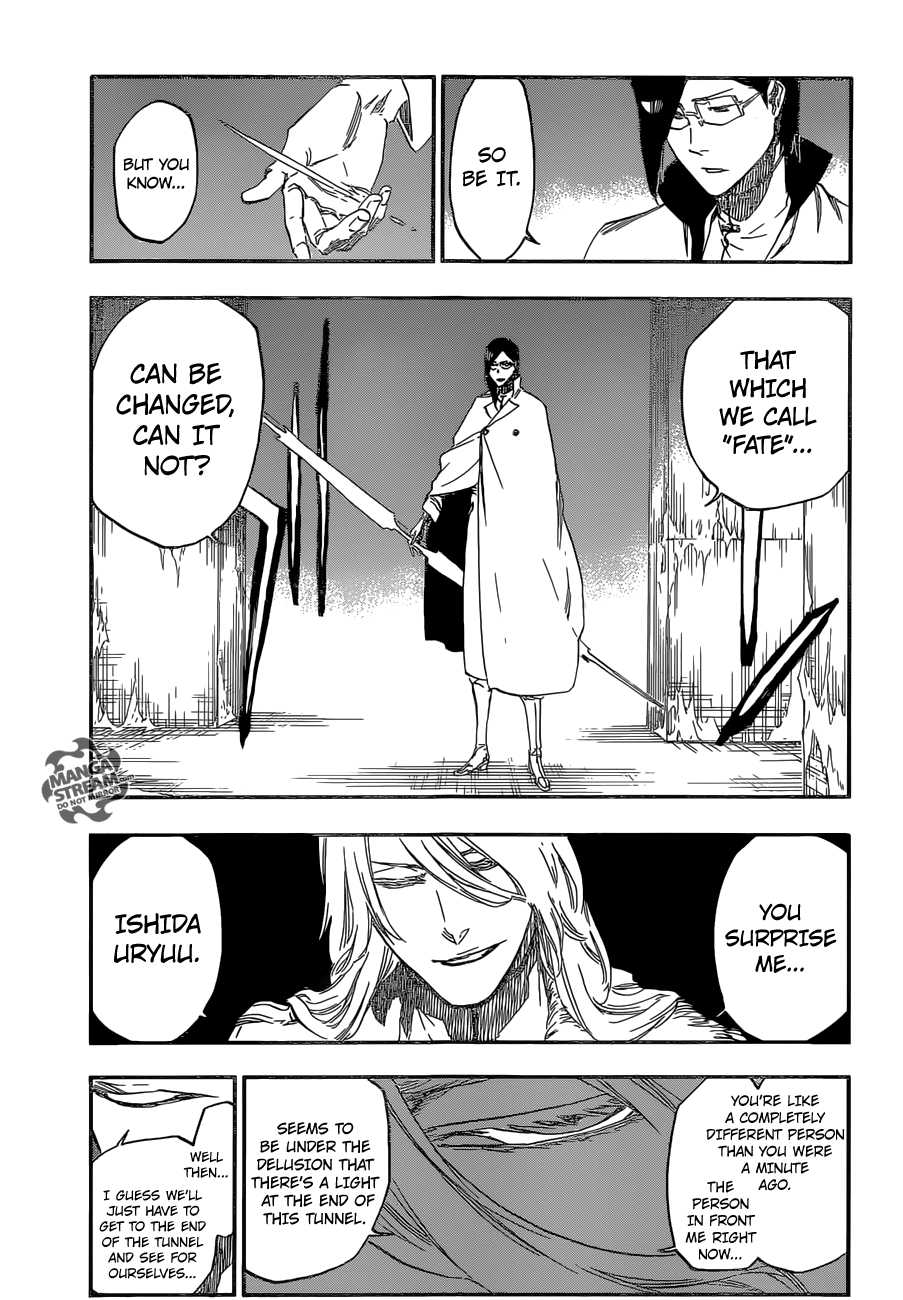 SO
BE IT.
BUT YOU
KNOW...
THAT
WHICH
WE CALL
"FATE"...
CAN BE
CHANGED,
CAN IT
NOT?
MANGA
STREAM.com
DO NOT MIRROR
YOU
SURPRISE
ME...
ISHIDA
URYUU.
YOU'RE LIKE
A COMPLETELY
DIFFERENT PERSON
THAN YOU WERE
A MINUTE
AGO.
THE
PERSON
IN FRONT
ME RIGHT
NOW...
SEEMS TO
BE UNDER THE
DELUSION THAT
THERE'S A LIGHT
AT THE END OF
THIS TUNNEL.
WELL
THEN...
I GUESS WE'LL
JUST HAVE TO
GET TO THE END
OF THE TUNNEL
AND SEE FOR
OURSELVES...